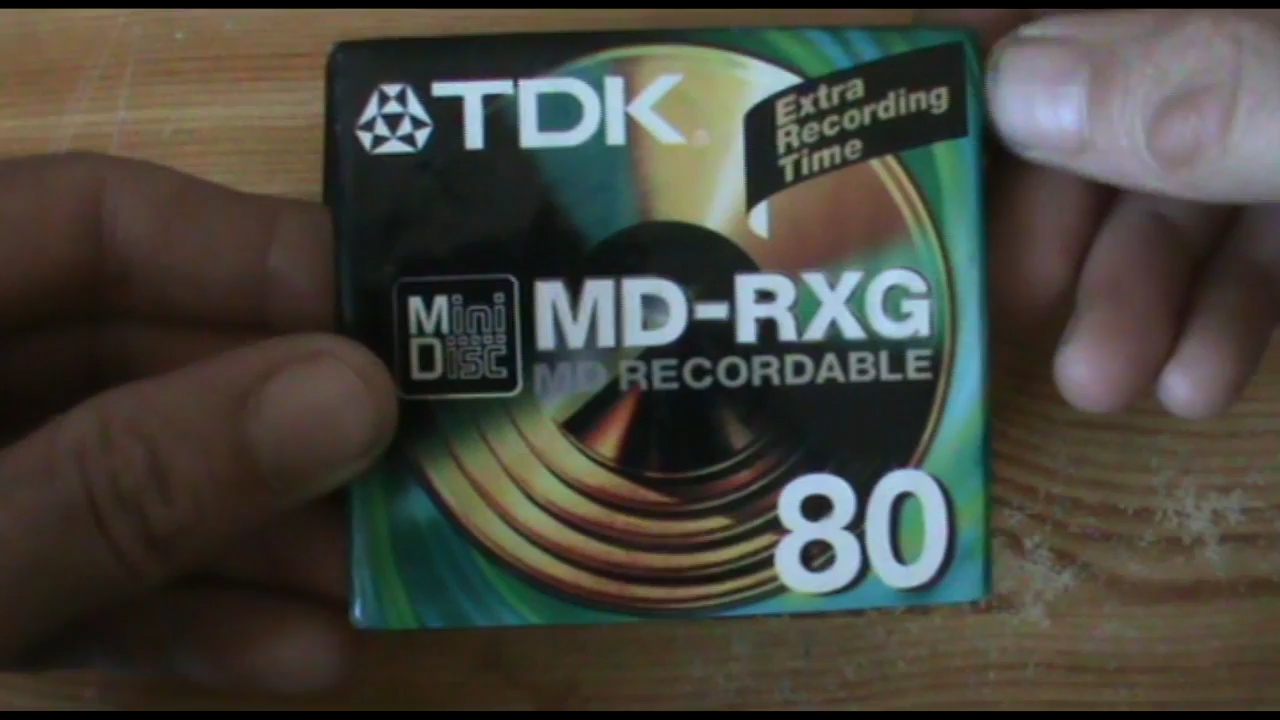 TDK
Extra
Recording
Time
Mini
Disc
MD-RXG
MD RECORDABLE
80